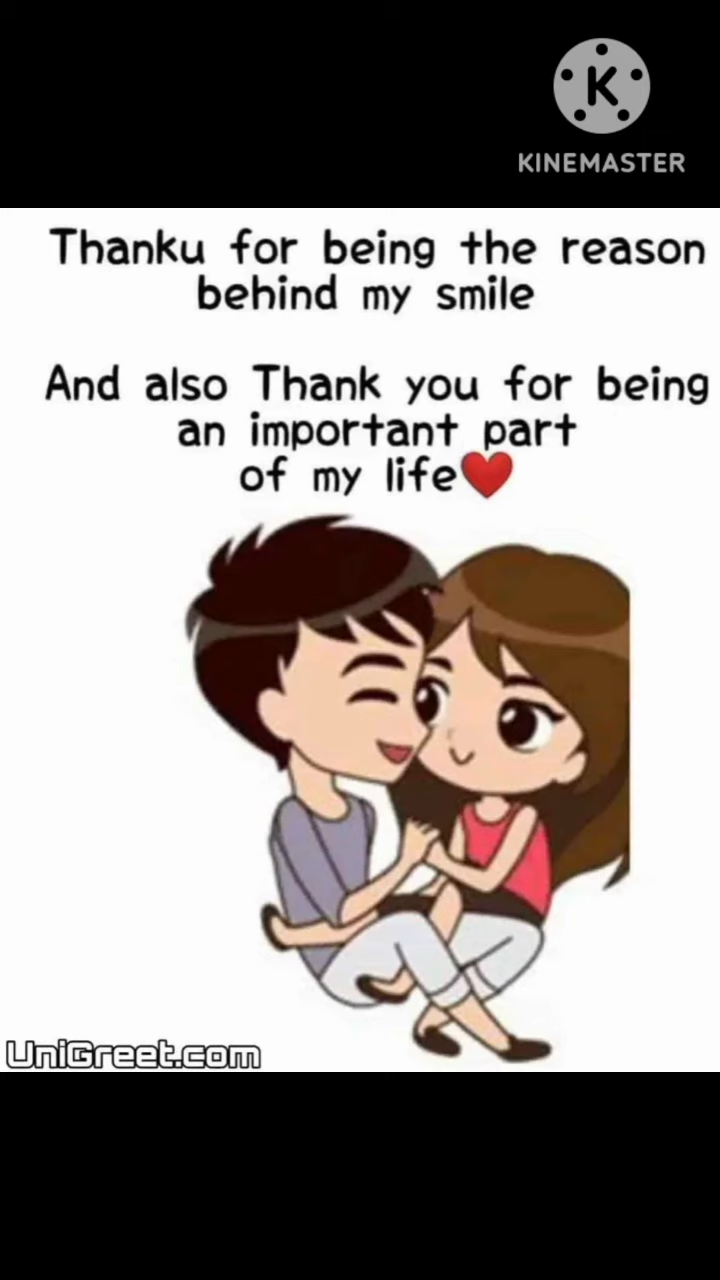 K
KINEMASTER
Thanku for being the reason
behind my smile
And also Thank you for being
an important part
of my life❤️
UniGreet.com